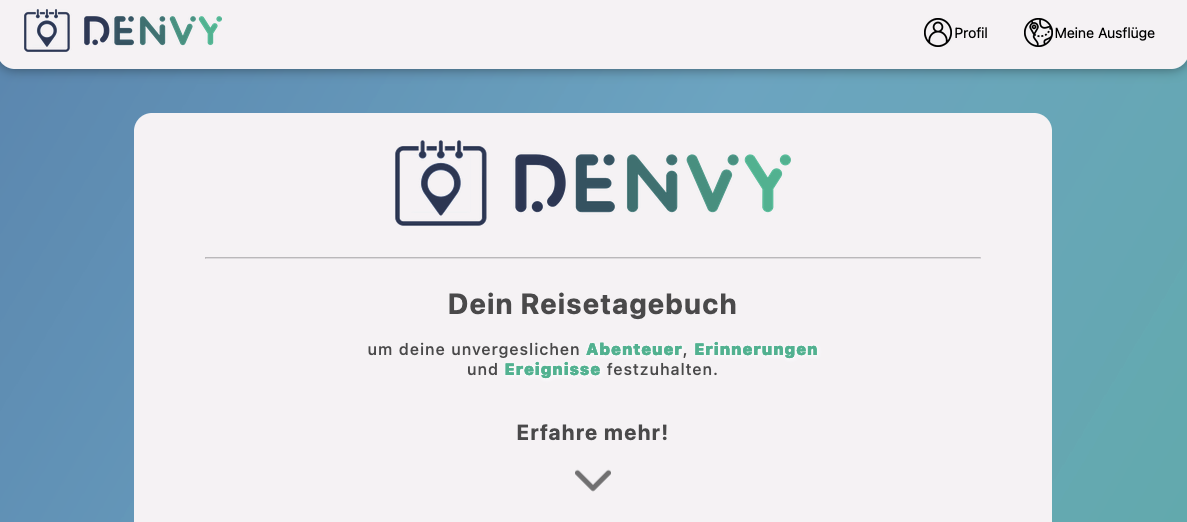 DENVY
Profil
Meine Ausflüge
DENVY
Dein Reisetagebuch
um deine unvergeslichen Abenteuer, Erinnerungen
und Ereignisse festzuhalten.
Erfahre mehr!